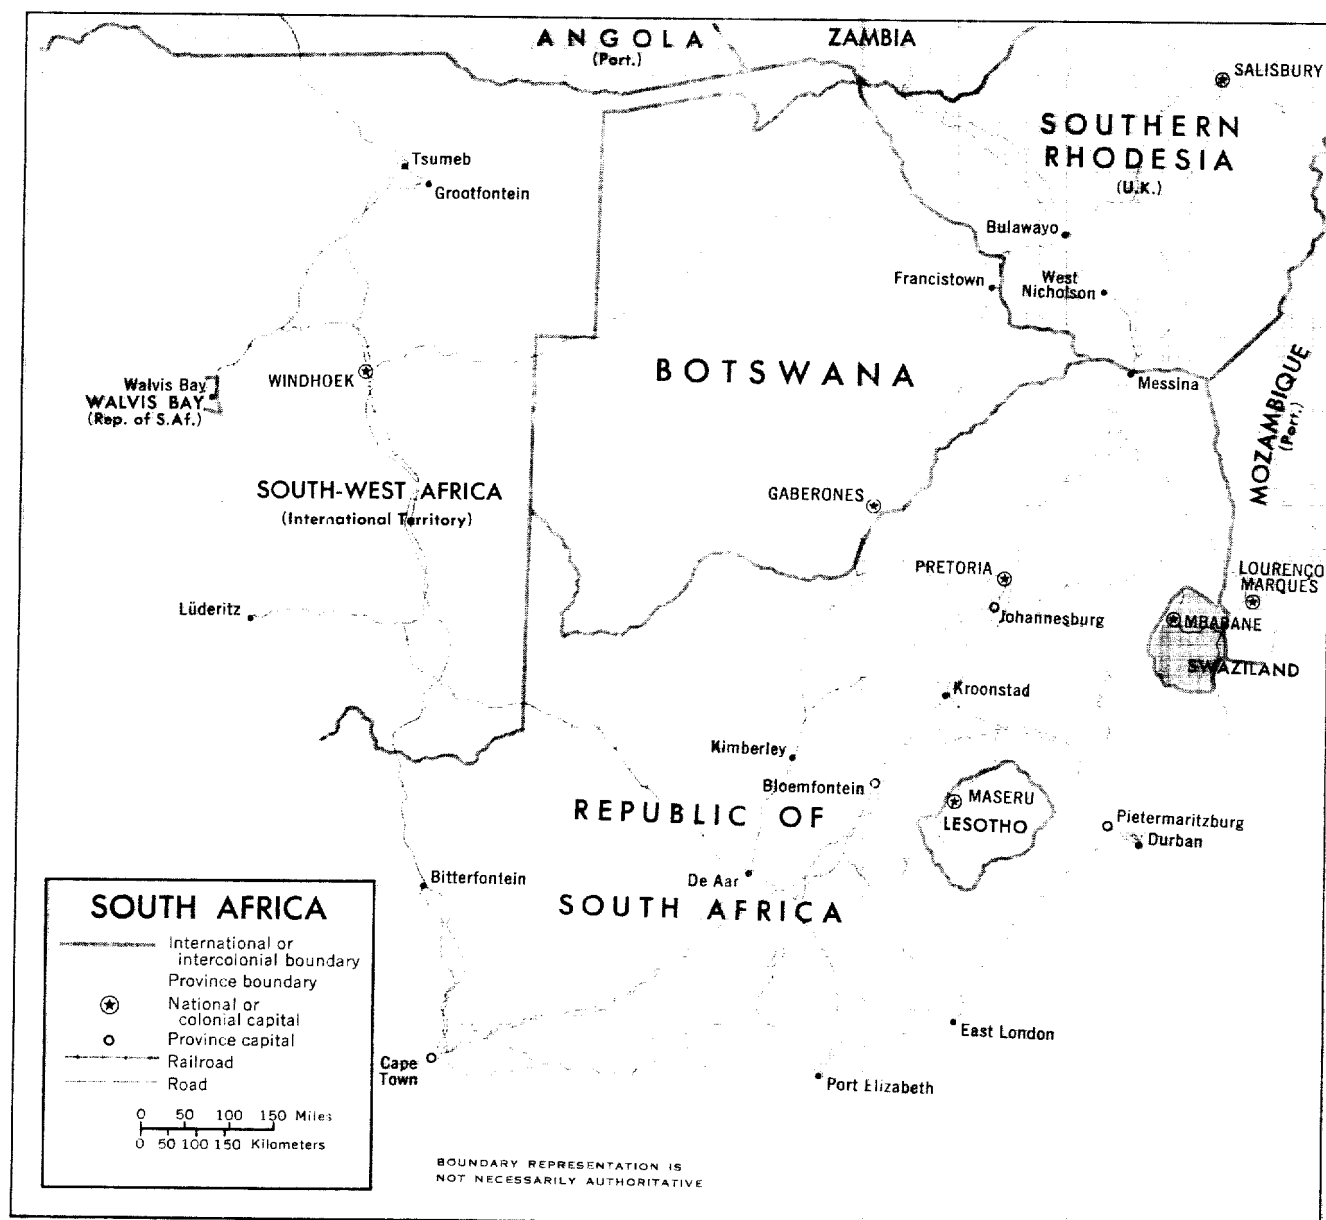 ANGOLA
(Port.)
ZAMBIA
SALISBURY
SOUTHERN
RHODESIA
(U.K.)
Tsumeb
Grootfontein
Bulawayo
Francistown
West
Nicholson
BOTSWANA
Messina
MOZAMBIQUE
(Port.)
Walvis Bay
WALVIS BAY
(Rep. of S.Af.)
WINDHOEK
SOUTH-WEST AFRICA
(International Territory)
GABERONES
PRETORIA
Johannesburg
LOURENÇO
MARQUES
MBABANE
SWAZILAND
Lüderitz
Kroonstad
Kimberley
Bloemfontein
MASERU
LESOTHO
Pietermaritzburg
Durban
REPUBLIC OF
SOUTH AFRICA
De Aar
Bitterfontein
East London
Port Elizabeth
Cape
Town
SOUTH AFRICA
International or
intercolonial boundary
Province boundary
National or
colonial capital
Province capital
Railroad
Road
0 50 100 150 Miles
0 50 100 150 Kilometers
BOUNDARY REPRESENTATION IS
NOT NECESSARILY AUTHORITATIVE